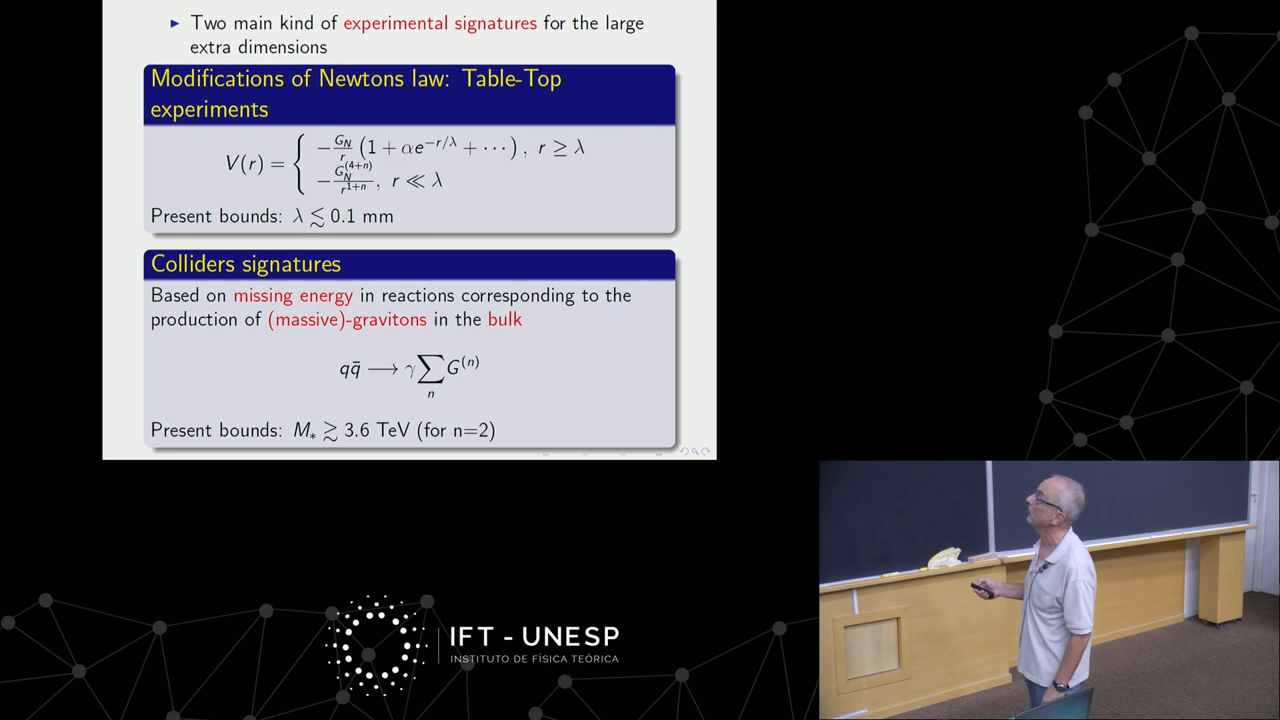 ▶ Two main kind of experimental signatures for the large
extra dimensions
Modifications of Newtons law: Table-Top
experiments
V(r) = { −G_N/r (1 + αe^{−r/λ} + ⋯), r ≥ λ
−G_N^{(4+n)}/r^{1+n}, r ≪ λ
Present bounds: λ ≲ 0.1 mm
Colliders signatures
Based on missing energy in reactions corresponding to the
production of (massive)-gravitons in the bulk
qq̄ ⟶ γ∑_n G^{(n)}
Present bounds: M_* ≳ 3.6 TeV (for n=2)
IFT - UNESP
INSTITUTO DE FÍSICA TEÓRICA